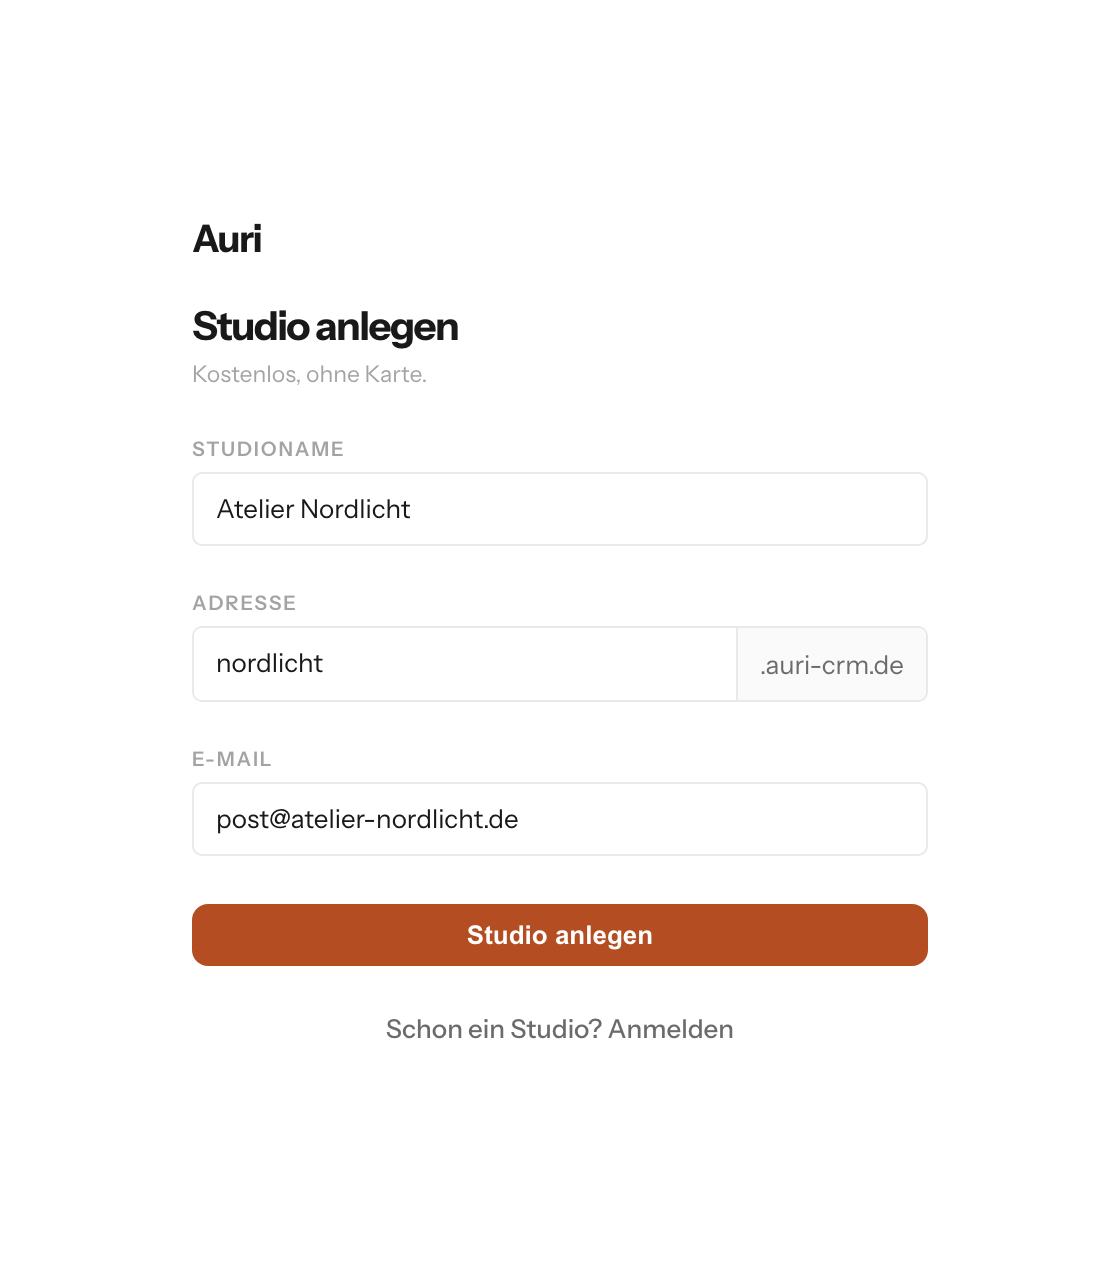 Auri
Studio anlegen
Kostenlos, ohne Karte.
STUDIONAME
Atelier Nordlicht
ADRESSE
nordlicht .auri-crm.de
E-MAIL
post@atelier-nordlicht.de
Studio anlegen
Schon ein Studio? Anmelden